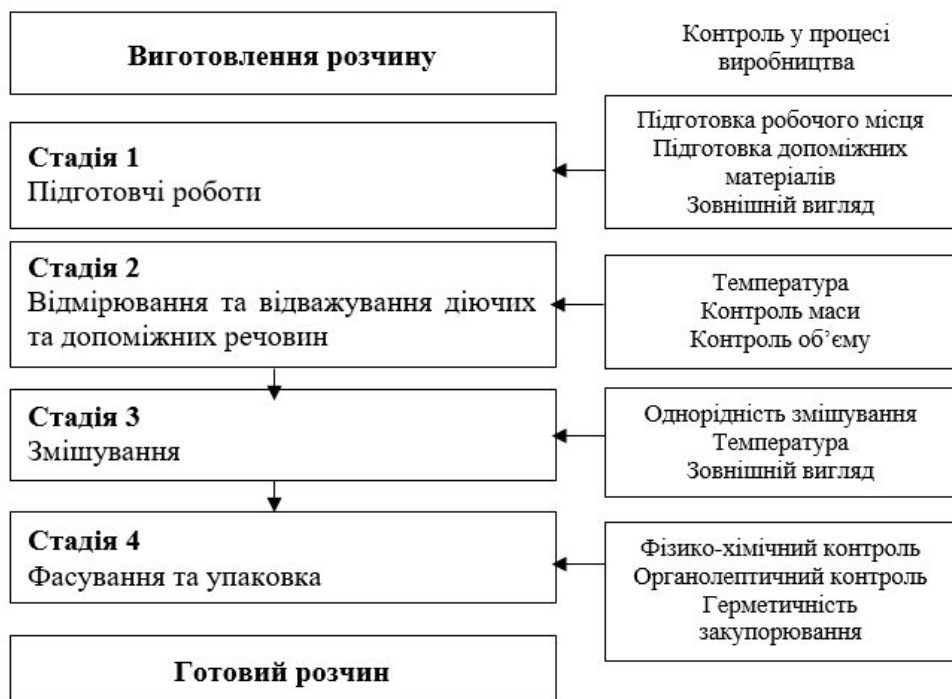 Виготовлення розчину
Контроль у процесі
виробництва
Стадія 1
Підготовчі роботи
Підготовка робочого місця
Підготовка допоміжних
матеріалів
Зовнішній вигляд
Стадія 2
Відмірювання та відважування діючих
та допоміжних речовин
Температура
Контроль маси
Контроль об’єму
Стадія 3
Змішування
Однорідність змішування
Температура
Зовнішній вигляд
Стадія 4
Фасування та упаковка
Фізико-хімічний контроль
Органолептичний контроль
Герметичність
закупорювання
Готовий розчин